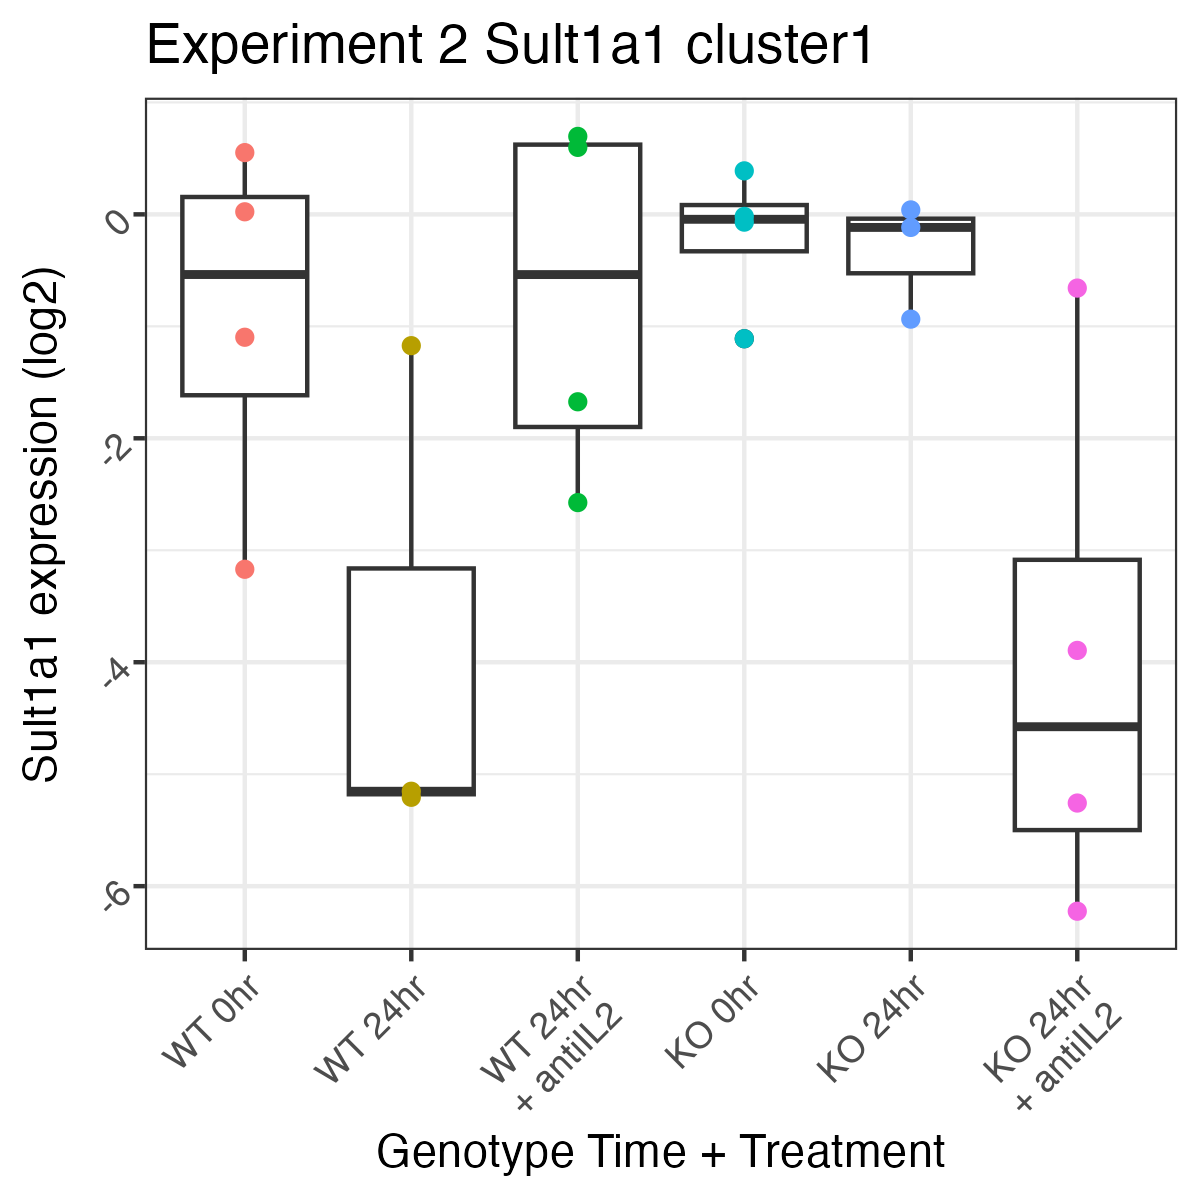 Experiment 2 Sult1a1 cluster1
Sult1a1 expression (log2)
0
-2
-4
-6
WT 0hr
WT 24hr
WT 24hr
+ antiIL2
KO 0hr
KO 24hr
KO 24hr
+ antiIL2
Genotype Time + Treatment